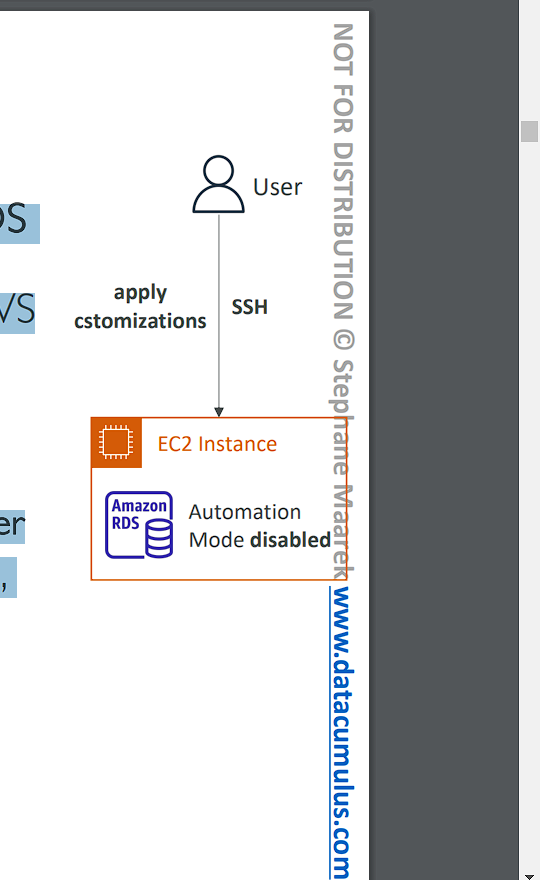 DS
User
VS
apply
cstomizations
SSH
EC2 Instance
Amazon
RDS
Automation
Mode disabled
er
,
NOT FOR DISTRIBUTION © Stephane Maarek www.datacumulus.com